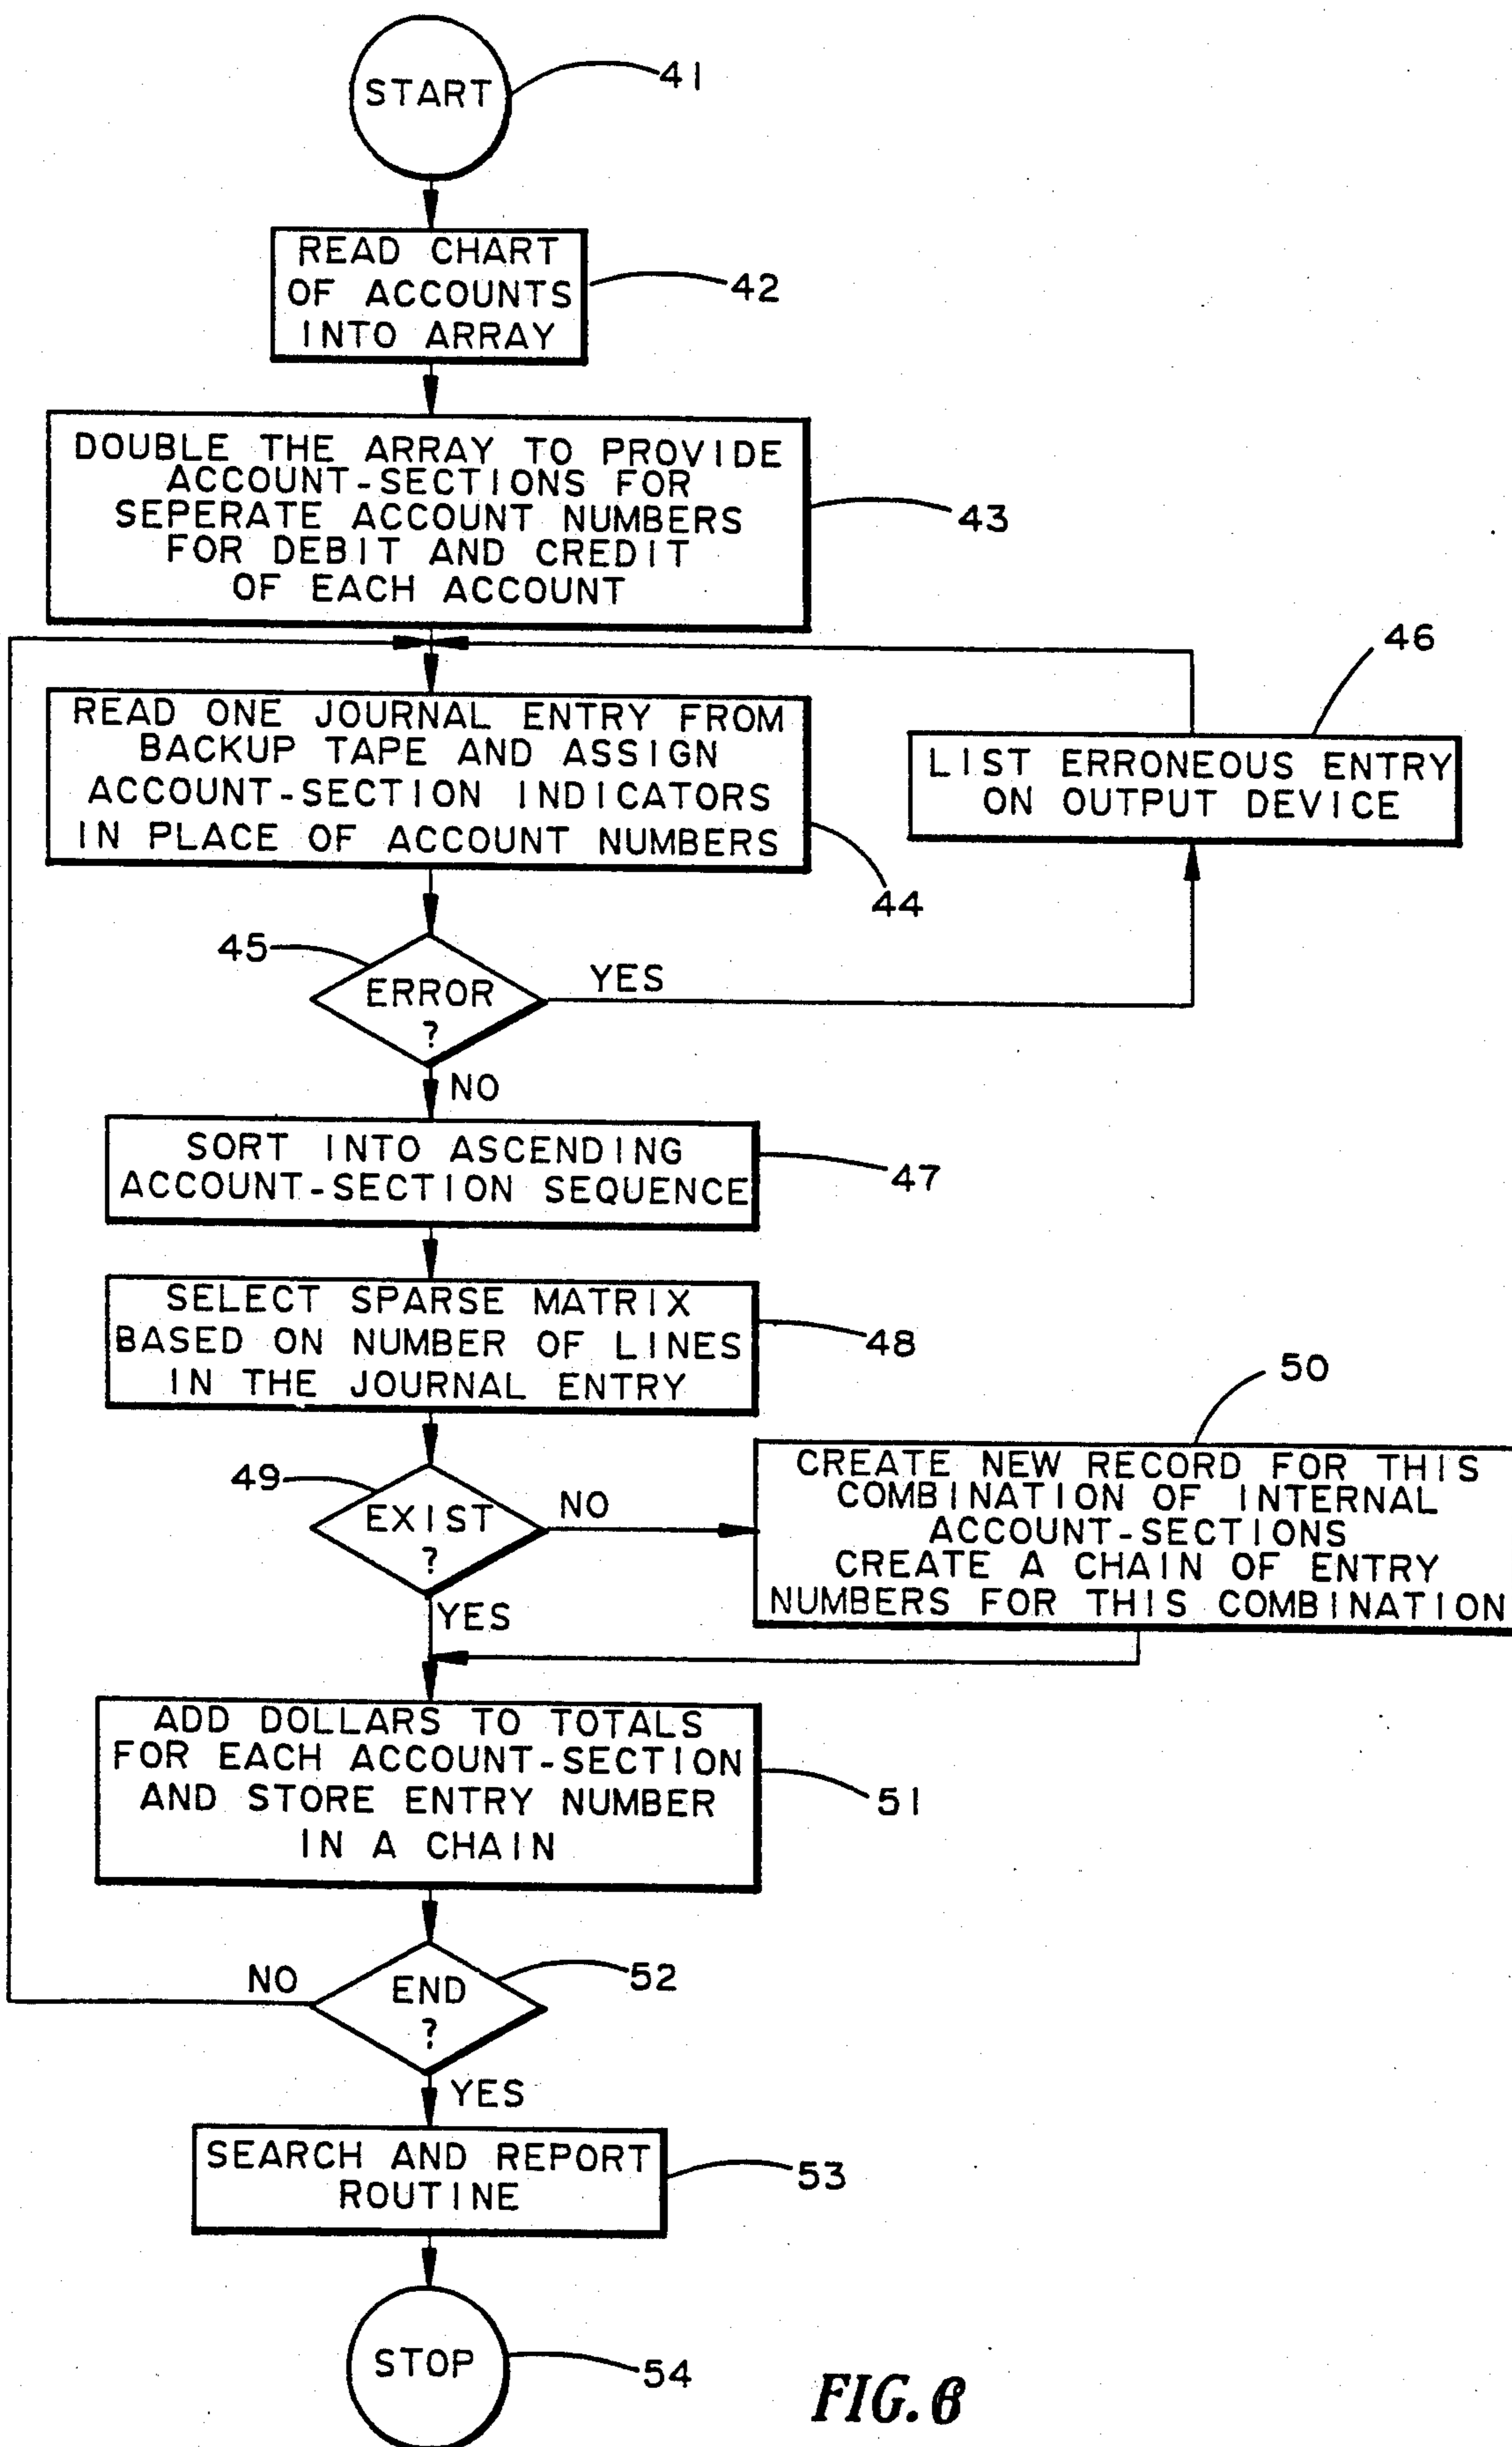 START
41
READ CHART
OF ACCOUNTS
INTO ARRAY
42
DOUBLE THE ARRAY TO PROVIDE
ACCOUNT-SECTIONS FOR
SEPERATE ACCOUNT NUMBERS
FOR DEBIT AND CREDIT
OF EACH ACCOUNT
43
READ ONE JOURNAL ENTRY FROM
BACKUP TAPE AND ASSIGN
ACCOUNT-SECTION INDICATORS
IN PLACE OF ACCOUNT NUMBERS
44
46
LIST ERRONEOUS ENTRY
ON OUTPUT DEVICE
45
ERROR
?
YES
NO
SORT INTO ASCENDING
ACCOUNT-SECTION SEQUENCE
47
SELECT SPARSE MATRIX
BASED ON NUMBER OF LINES
IN THE JOURNAL ENTRY
48
49
EXIST
?
NO
YES
50
CREATE NEW RECORD FOR THIS
COMBINATION OF INTERNAL
ACCOUNT-SECTIONS
CREATE A CHAIN OF ENTRY
NUMBERS FOR THIS COMBINATION
ADD DOLLARS TO TOTALS
FOR EACH ACCOUNT-SECTION
AND STORE ENTRY NUMBER
IN A CHAIN
51
NO
END
?
52
YES
SEARCH AND REPORT
ROUTINE
53
STOP
54
FIG. 6